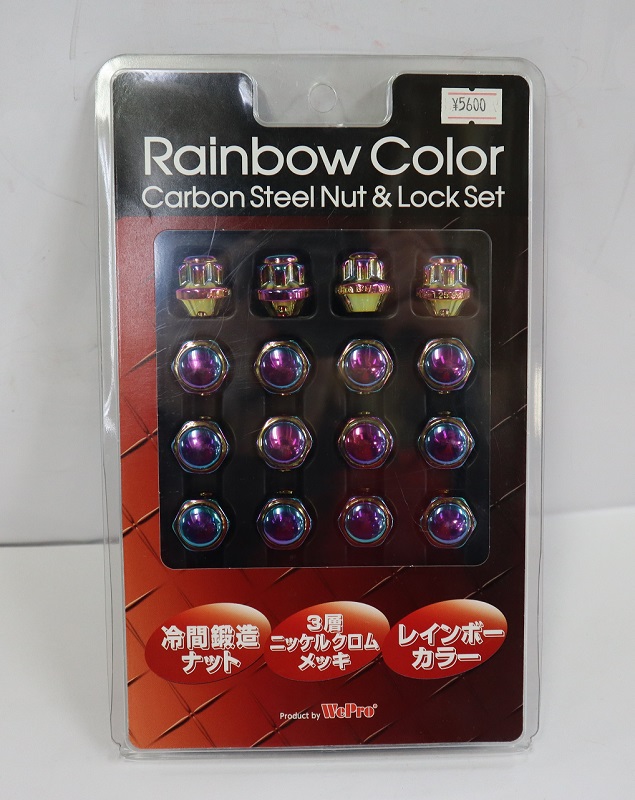 ¥5600
Rainbow Color
Carbon Steel Nut & Lock Set
冷間鍛造
ナット
3層
ニッケルクロム
メッキ
レインボー
カラー
Product by WePro®